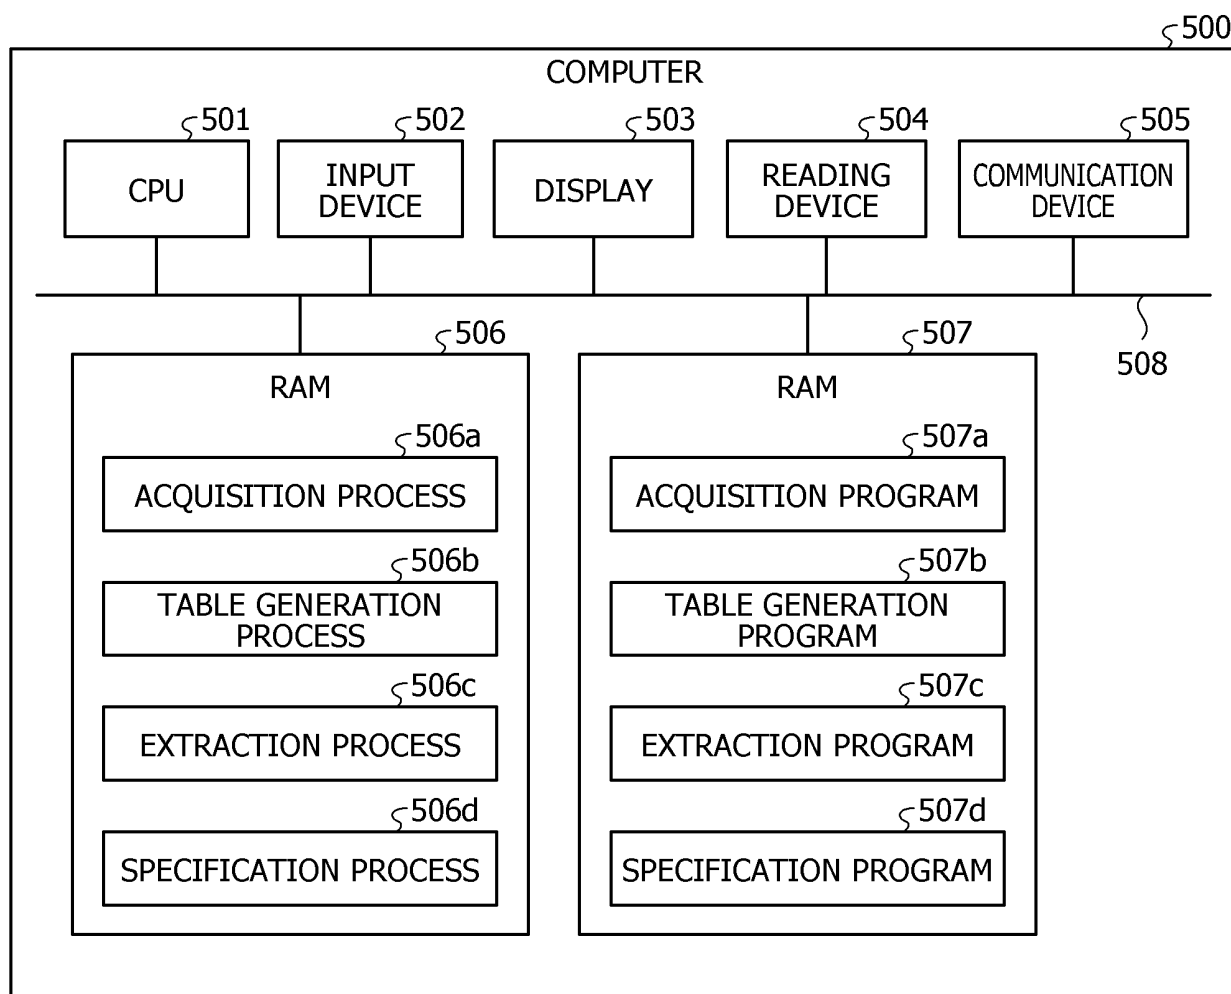 500
COMPUTER
501
502
503
504
505
CPU
INPUT
DEVICE
DISPLAY
READING
DEVICE
COMMUNICATION
DEVICE
506
507
508
RAM
RAM
506a
507a
ACQUISITION PROCESS
ACQUISITION PROGRAM
506b
507b
TABLE GENERATION
PROCESS
TABLE GENERATION
PROGRAM
506c
507c
EXTRACTION PROCESS
EXTRACTION PROGRAM
506d
507d
SPECIFICATION PROCESS
SPECIFICATION PROGRAM